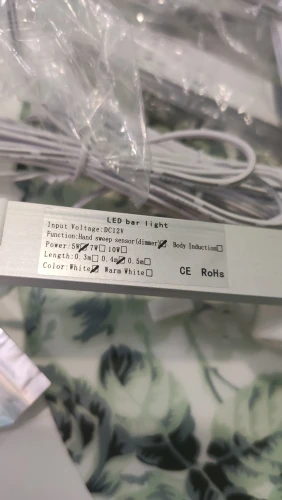 LED bar light
Input Voltage:DC12V
Function:Hand sweep sensor(dimmer)☑ Body Induction☐
Power:5W☑7W☐ 10W☐
Length:0.3m☐ 0.4m☑ 0.5m☐
Color:White☑ Warm White☐ CE RoHs